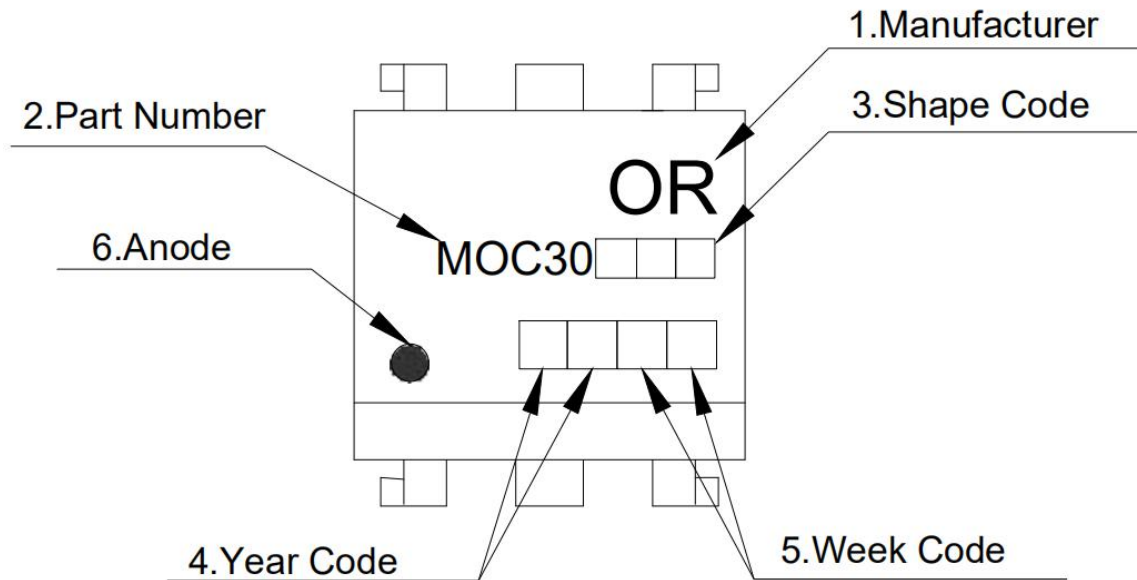 1.Manufacturer
3.Shape Code
2.Part Number
OR
MOC30
6.Anode
4.Year Code
5.Week Code